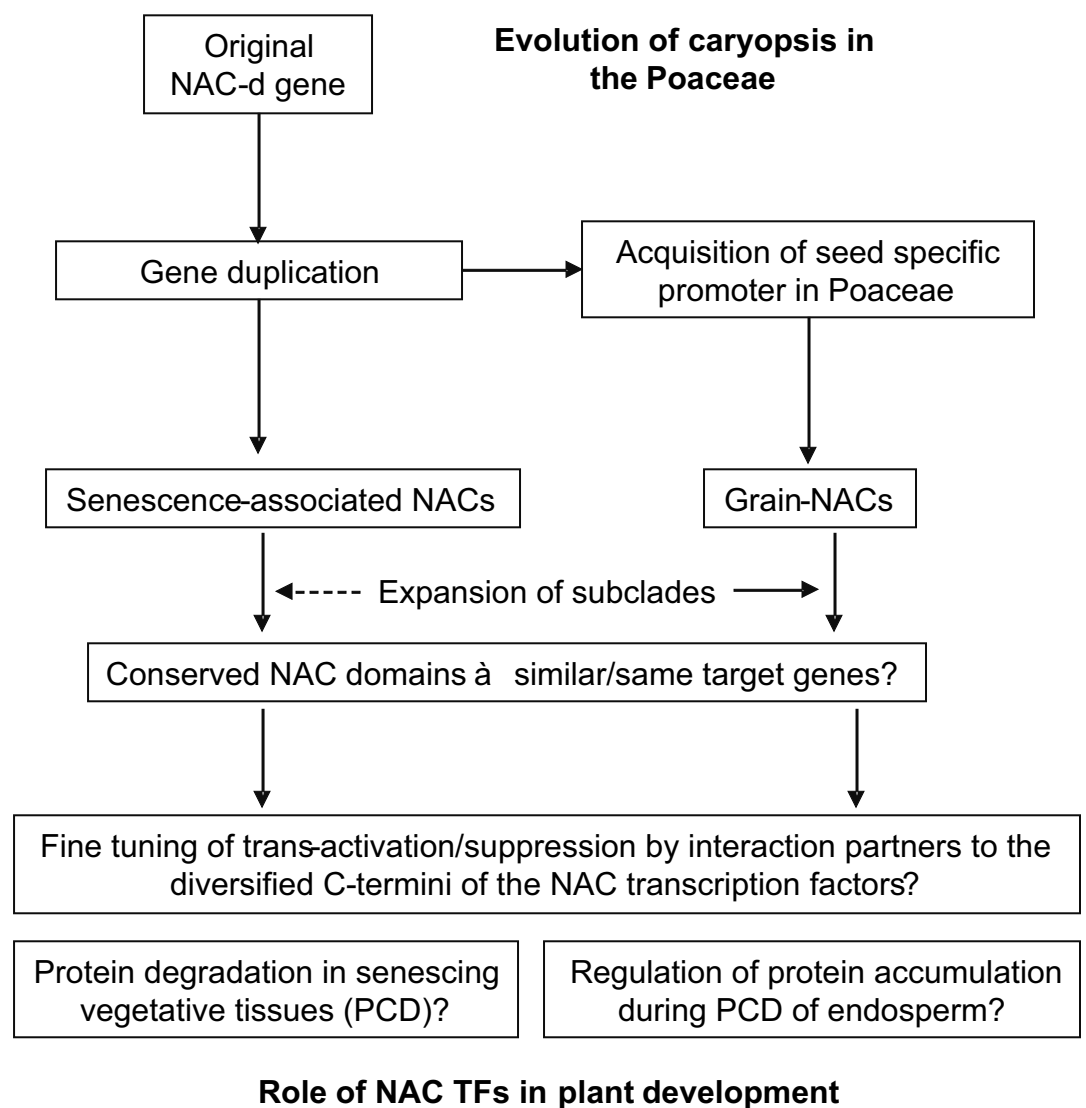 Original
NAC-d gene
Evolution of caryopsis in
the Poaceae
Gene duplication
Acquisition of seed specific
promoter in Poaceae
Senescence-associated NACs
Grain-NACs
Expansion of subclades
Conserved NAC domains à similar/same target genes?
Fine tuning of trans-activation/suppression by interaction partners to the
diversified C-termini of the NAC transcription factors?
Protein degradation in senescing
vegetative tissues (PCD)?
Regulation of protein accumulation
during PCD of endosperm?
Role of NAC TFs in plant development